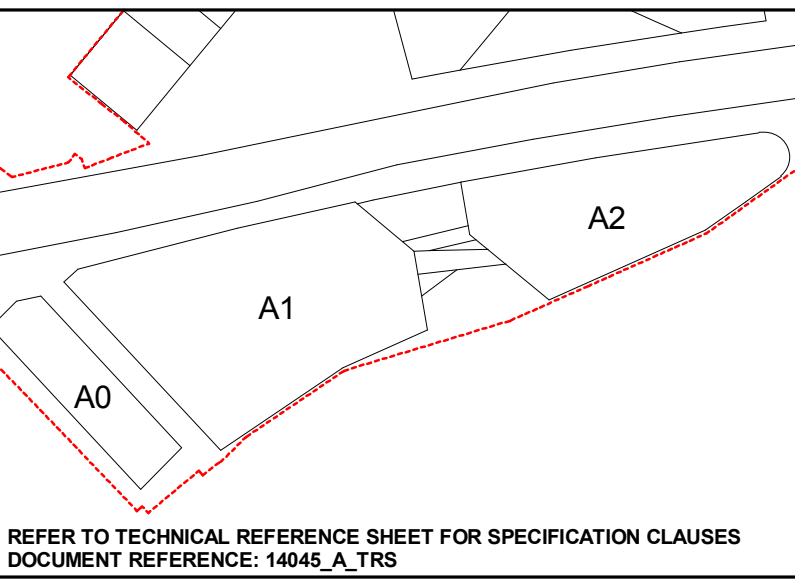 A2
A1
A0
REFER TO TECHNICAL REFERENCE SHEET FOR SPECIFICATION CLAUSES
DOCUMENT REFERENCE: 14045_A_TRS